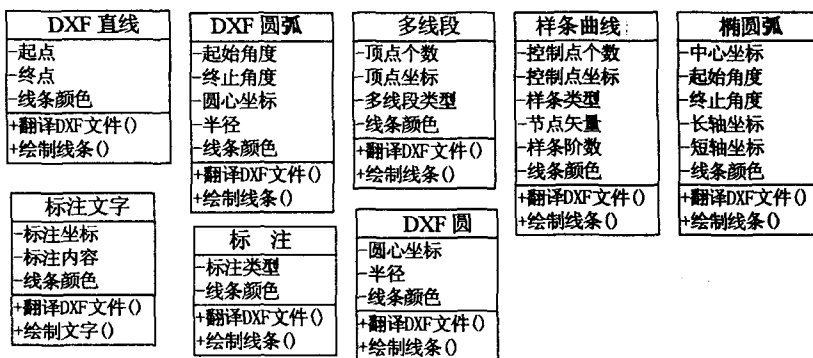 DXF 直线
-起点
-终点
-线条颜色
+翻译DXF文件()
+绘制线条()
DXF 圆弧
-起始角度
-终止角度
-圆心坐标
-半径
-线条颜色
+翻译DXF文件()
+绘制线条()
多线段
-顶点个数
-顶点坐标
-多线段类型
-线条颜色
+翻译DXF文件()
+绘制线条()
样条曲线
-控制点个数
-控制点坐标
-样条类型
-节点矢量
-样条阶数
-线条颜色
+翻译DXF文件()
+绘制线条()
椭圆弧
-中心坐标
-起始角度
-终止角度
-长轴坐标
-短轴坐标
-线条颜色
+翻译DXF文件()
+绘制线条()
标注文字
-标注坐标
-标注内容
-线条颜色
+翻译DXF文件()
+绘制文字()
标 注
-标注类型
-线条颜色
+翻译DXF文件()
+绘制线条()
DXF 圆
-圆心坐标
-半径
-线条颜色
+翻译DXF文件()
+绘制线条()